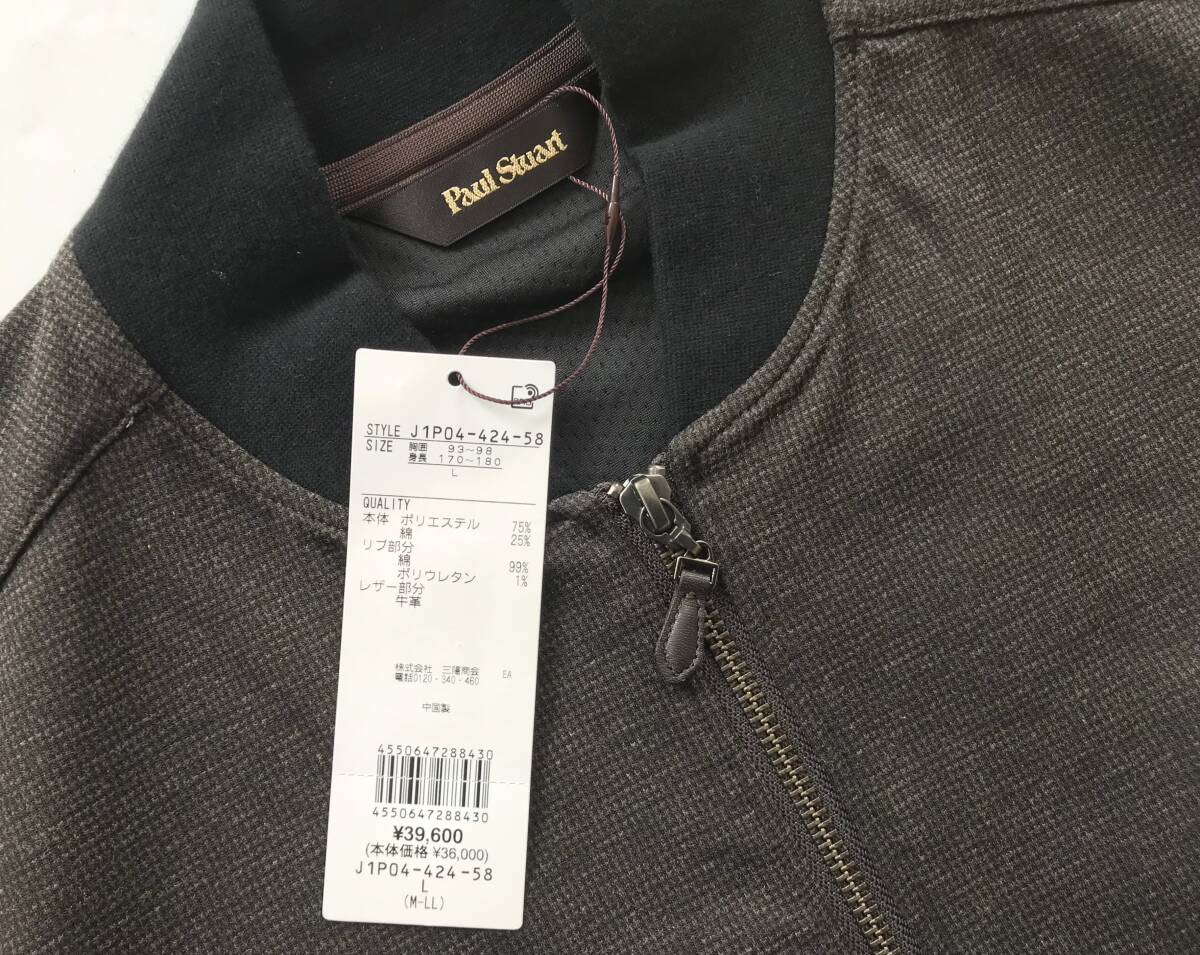 Paul Stuart
STYLE J1P04-424-58
SIZE 胸囲 93~98
身長 170~180
L
QUALITY
本体 ポリエステル 75%
綿 25%
リブ部分
綿 99%
ポリウレタン 1%
レザー部分
牛革
株式会社 三陽商会 EA
電話0120-340-460
中国製
4550647288430
4550647288430
¥39,600
(本体価格 ¥36,000)
J1P04-424-58
L
(M-LL)